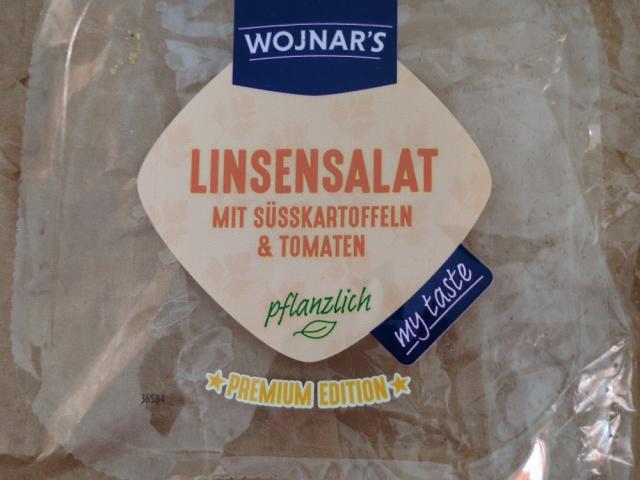 WOJNAR'S
LINSENSALAT
MIT SÜSSKARTOFFELN
& TOMATEN
pflanzlich
my taste
PREMIUM EDITION
36584